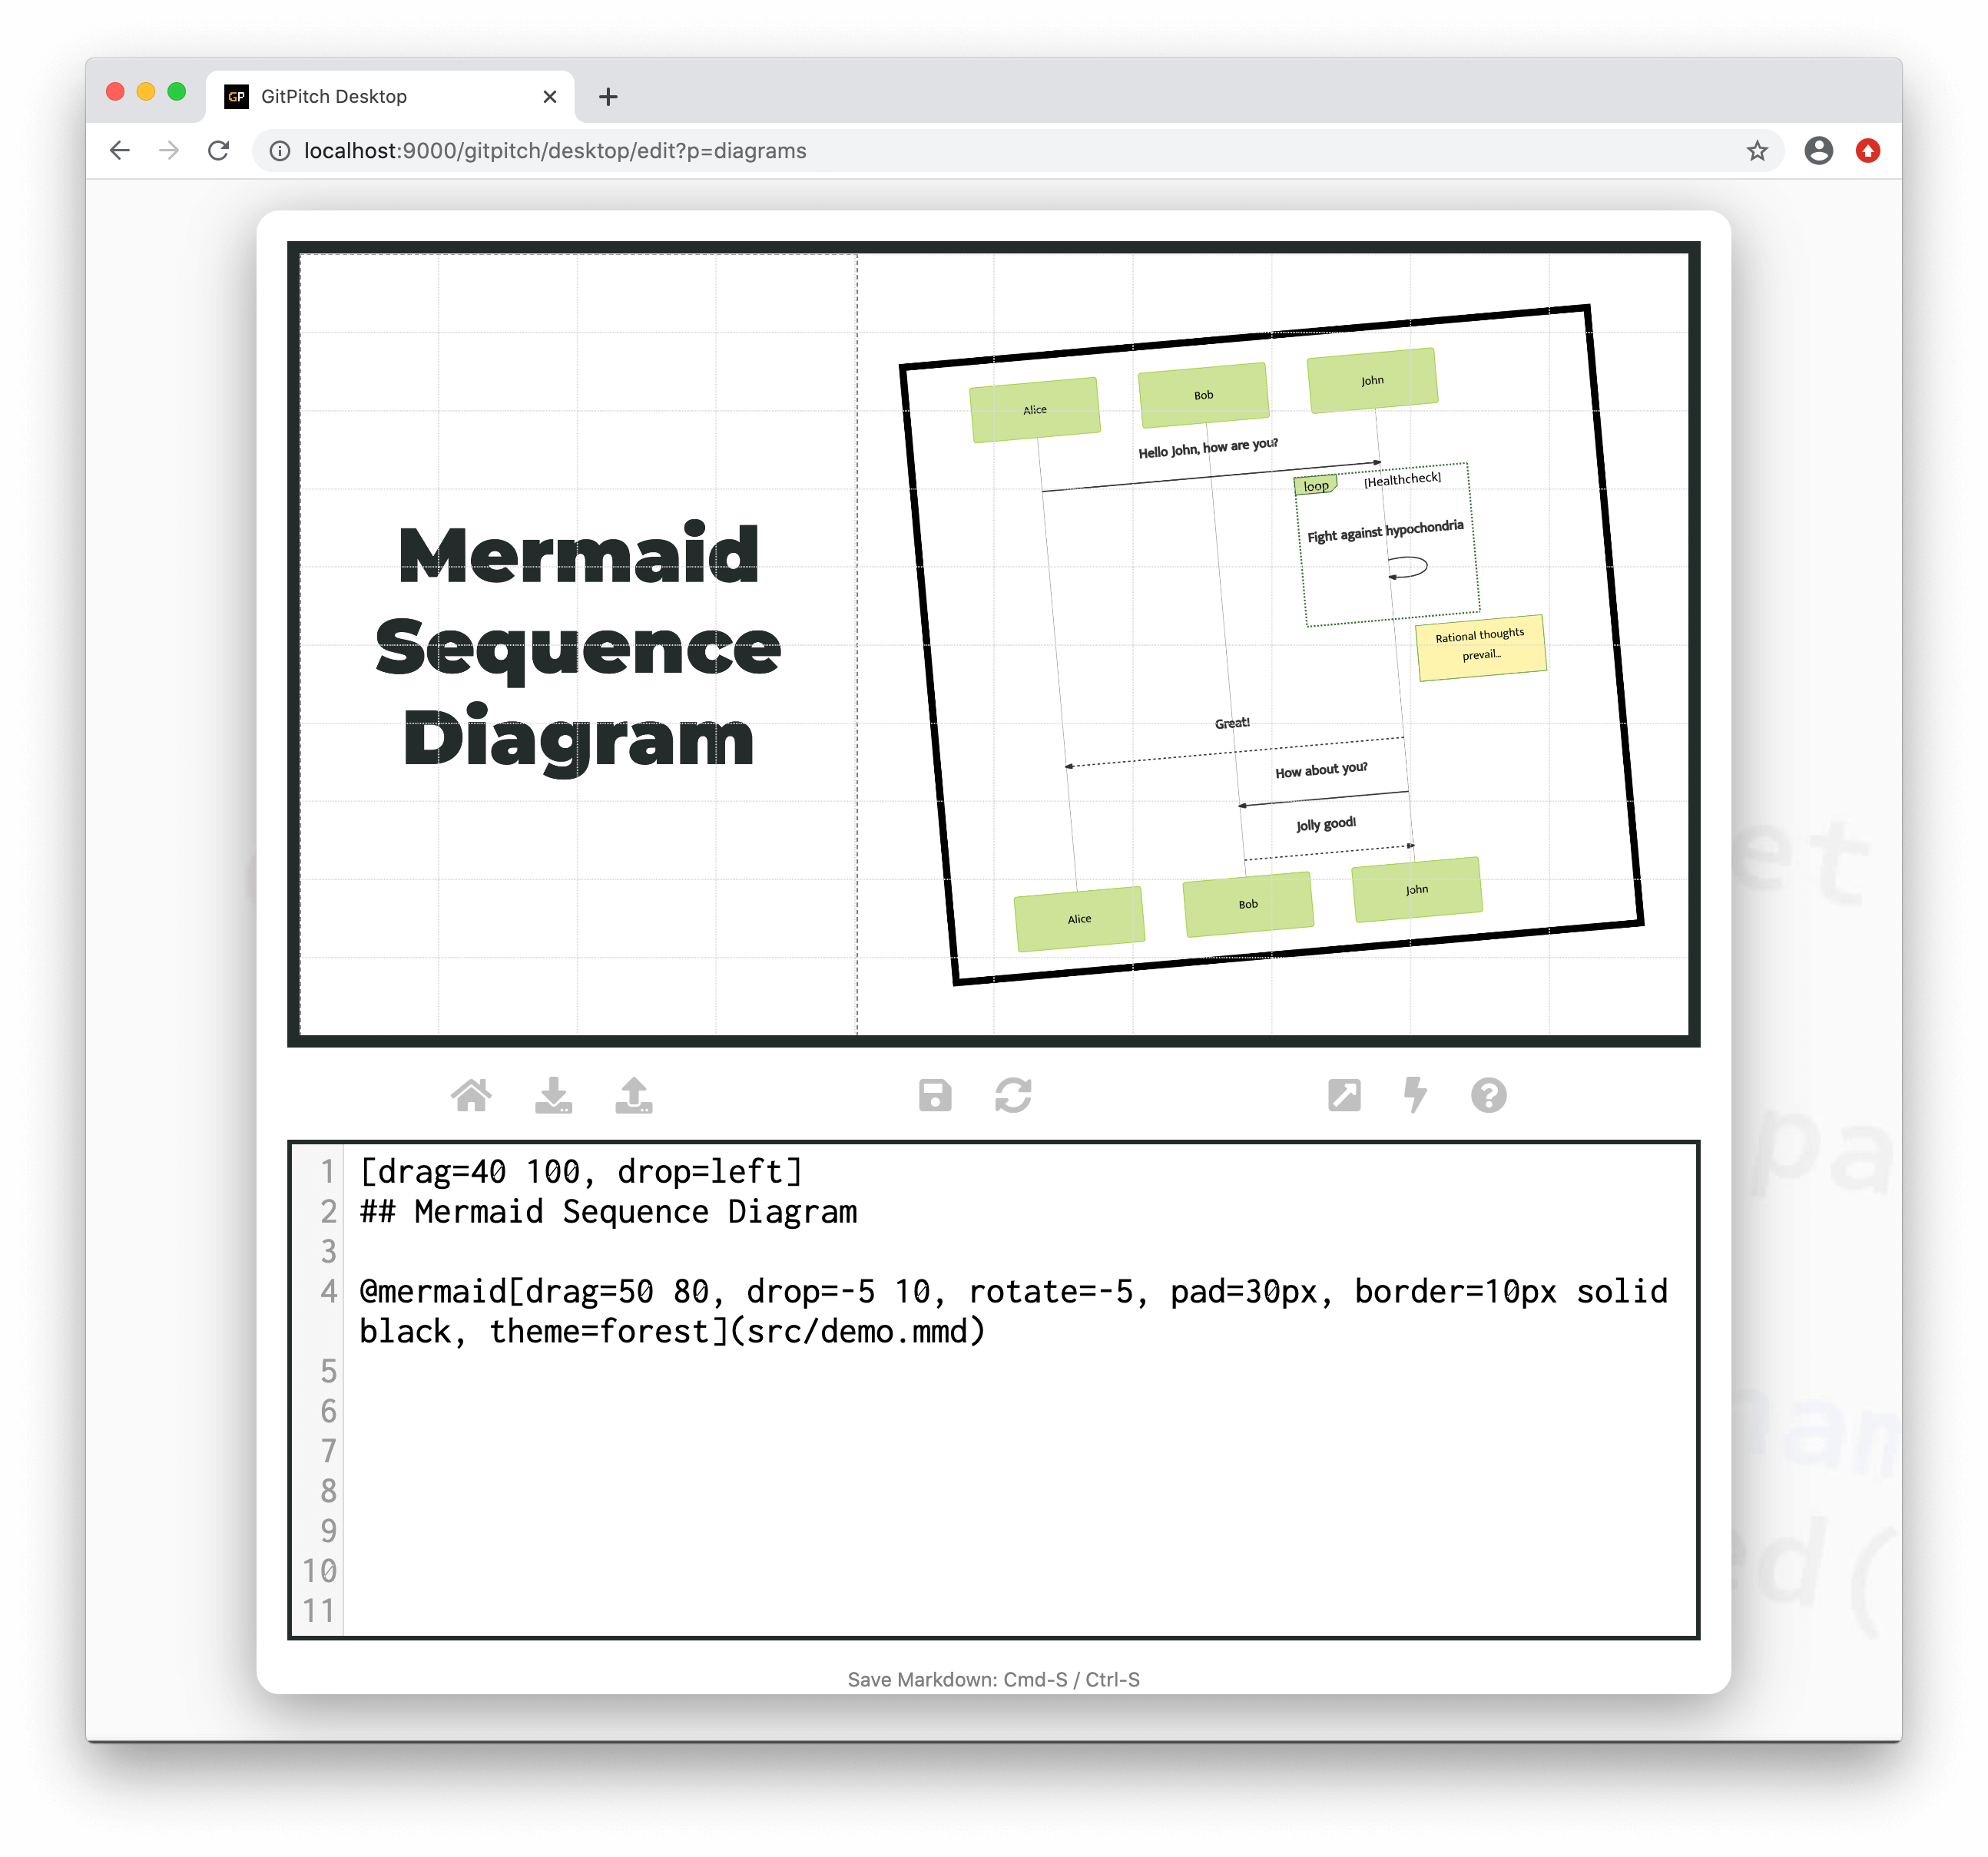 GP GitPitch Desktop
localhost:9000/gitpitch/desktop/edit?p=diagrams
Mermaid
Sequence
Diagram
Alice
Bob
John
Hello John, how are you?
loop
[Healthcheck]
Fight against hypochondria
Rational thoughts
prevail...
Great!
How about you?
Jolly good!
Alice
Bob
John
1 [drag=40 100, drop=left]
2 ## Mermaid Sequence Diagram
3
4 @mermaid[drag=50 80, drop=-5 10, rotate=-5, pad=30px, border=10px solid
black, theme=forest](src/demo.mmd)
5
6
7
8
9
10
11
Save Markdown: Cmd-S / Ctrl-S
et
pa
ed(